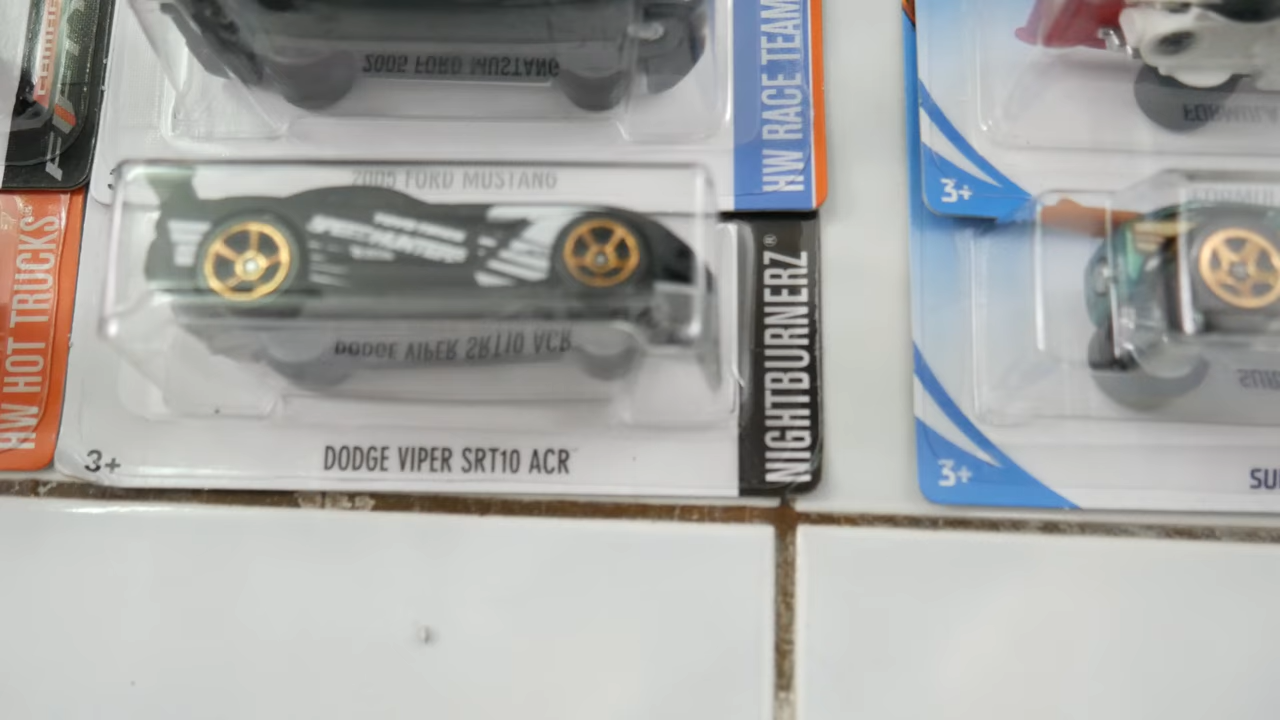 2005 FORD MUSTANG
HW RACE TEAM
3+
FORMULA
2005 FORD MUSTANG
HW HOT TRUCKS
DODGE VIPER SRT10 ACR
NIGHTBURNERZ®
3+
DODGE VIPER SRT10 ACR
3+